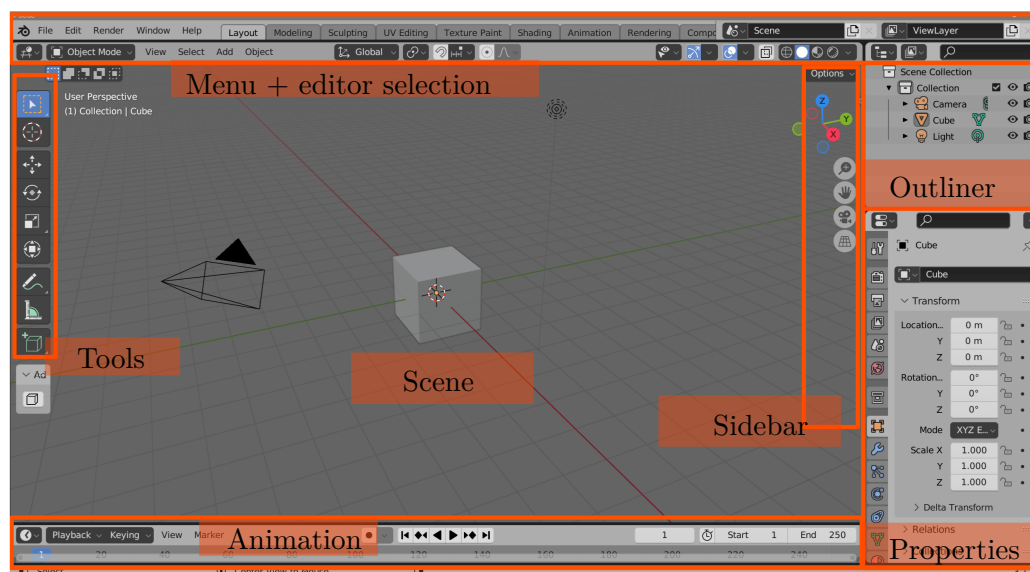 File Edit Render Window Help Layout Modeling Sculpting UV Editing Texture Paint Shading Animation Rendering Scene ViewLayer
Object Mode View Select Add Object Global
Menu + editor selection
Options
User Perspective
(1) Collection | Cube
Z
Y
X
Tools
Ad
Scene
Sidebar
Scene Collection
Collection
Camera
Cube
Light
Outliner
Cube
Cube
Transform
Location... 0 m
Y 0 m
Z 0 m
Rotation... 0°
Y 0°
Z 0°
Mode XYZ E...
Scale X 1.000
Y 1.000
Z 1.000
Delta Transform
Relations
Properties
Playback Keying View Marker 1 Start 1 End 250
Animation
1 20 40 60 80 120 140 160 180 200 220 240